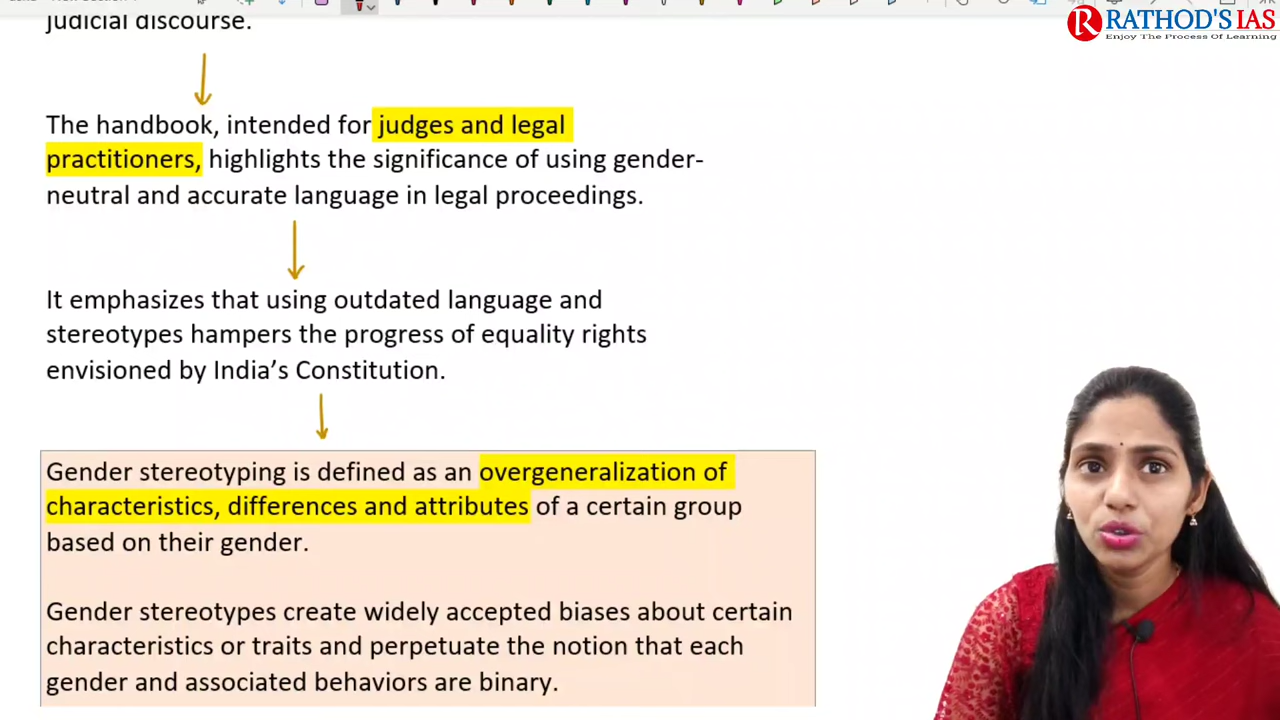 judicial discourse.
RATHOD'S IAS
Enjoy The Process Of Learning
The handbook, intended for judges and legal
practitioners, highlights the significance of using gender-
neutral and accurate language in legal proceedings.
It emphasizes that using outdated language and
stereotypes hampers the progress of equality rights
envisioned by India’s Constitution.
Gender stereotyping is defined as an overgeneralization of
characteristics, differences and attributes of a certain group
based on their gender.
Gender stereotypes create widely accepted biases about certain
characteristics or traits and perpetuate the notion that each
gender and associated behaviors are binary.